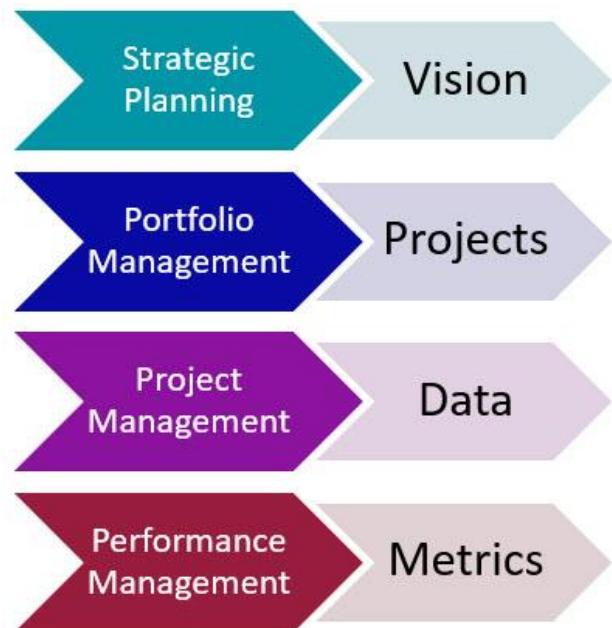 Strategic
Planning
Vision
Portfolio
Management
Projects
Project
Management
Data
Performance
Management
Metrics